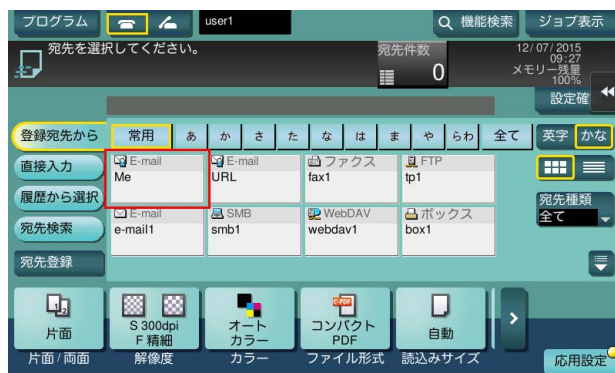 プログラム
user1
機能検索
ジョブ表示
宛先を選択してください。
宛先件数
0
12/07/2015
09:27
メモリー残量
100%
設定確
登録宛先から
常用
あ
か
さ
た
な
は
ま
や
らわ
全て
英字
かな
直接入力
履歴から選択
宛先検索
宛先登録
E-mail
Me
E-mail
URL
ファクス
fax1
FTP
tp1
E-mail
e-mail1
SMB
smb1
WebDAV
webdav1
ボックス
box1
宛先種類
全て
片面
S 300dpi
F 精細
オート
カラー
cPDF
コンパクト
PDF
自動
片面/両面
解像度
カラー
ファイル形式
読込みサイズ
応用設定